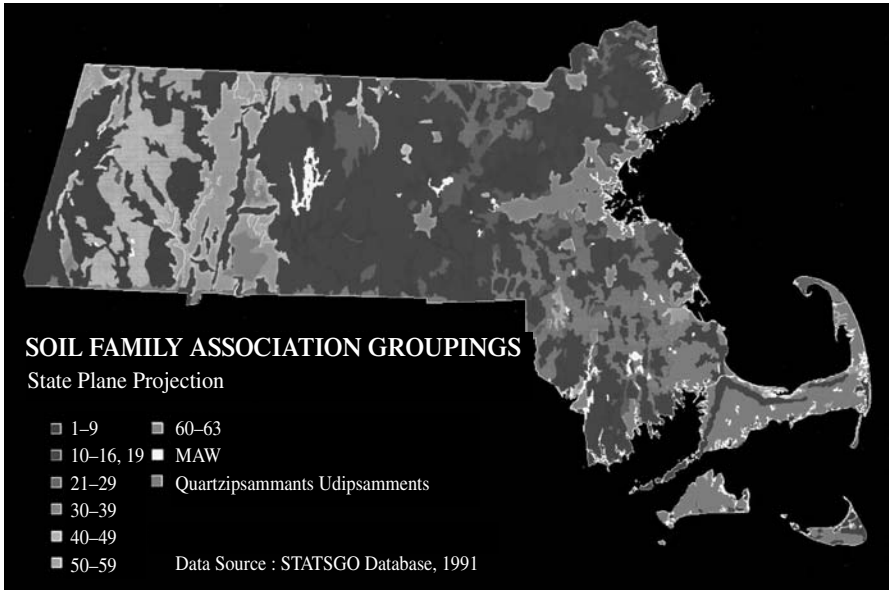 SOIL FAMILY ASSOCIATION GROUPINGS
State Plane Projection
1–9
10–16, 19
21–29
30–39
40–49
50–59
60–63
MAW
Quartzipsammants Udipsamments
Data Source : STATSGO Database, 1991